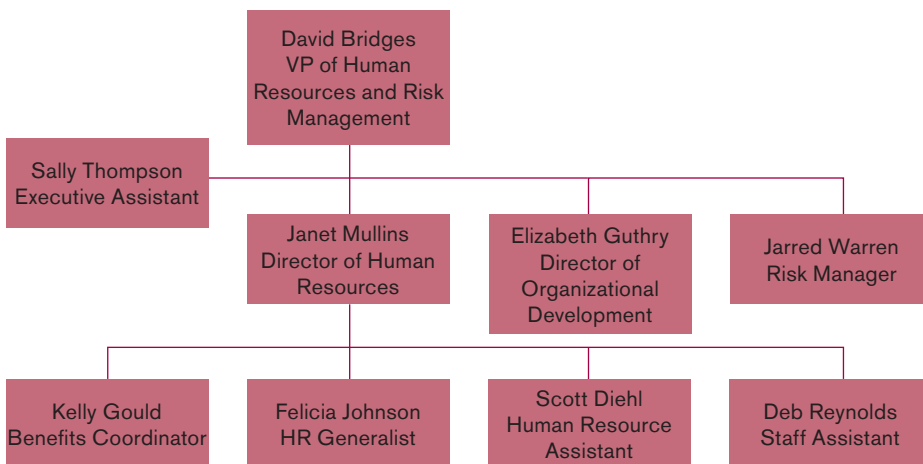 David Bridges
VP of Human
Resources and Risk
Management
Sally Thompson
Executive Assistant
Janet Mullins
Director of Human
Resources
Elizabeth Guthry
Director of
Organizational
Development
Jarred Warren
Risk Manager
Kelly Gould
Benefits Coordinator
Felicia Johnson
HR Generalist
Scott Diehl
Human Resource
Assistant
Deb Reynolds
Staff Assistant